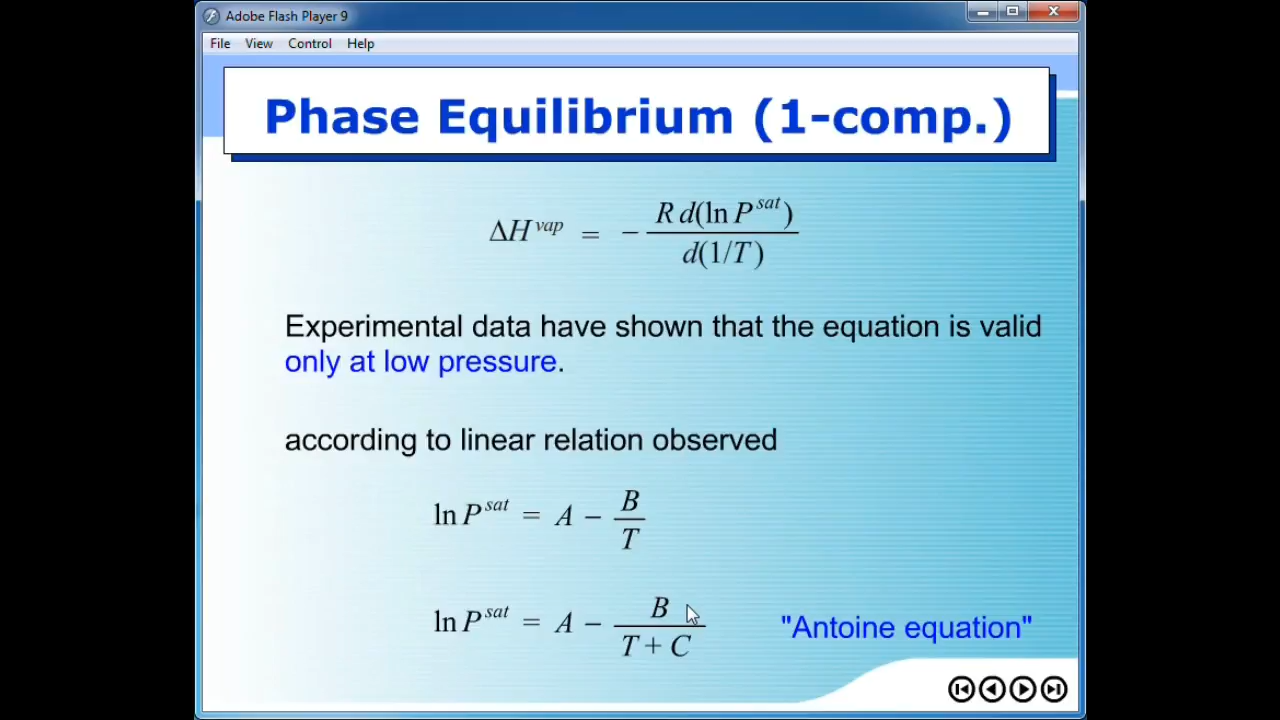 Adobe Flash Player 9
File View Control Help
Phase Equilibrium (1-comp.)
ΔH^vap = − R d(ln P^sat) / d(1/T)
Experimental data have shown that the equation is valid
only at low pressure.
according to linear relation observed
ln P^sat = A − B / T
ln P^sat = A − B / (T + C) "Antoine equation"